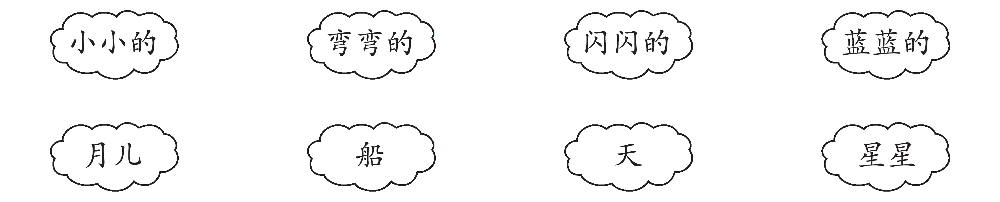 小小的 弯弯的 闪闪的 蓝蓝的
月儿 船 天 星星